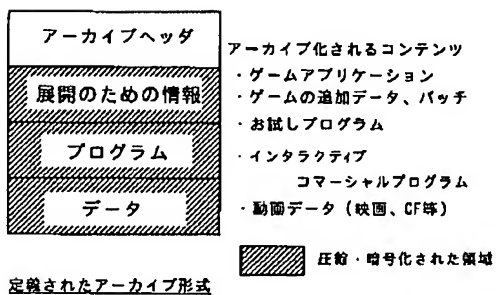 アーカイブヘッダ
展開のための情報
プログラム
データ
アーカイブ化されるコンテンツ
・ゲームアプリケーション
・ゲームの追加データ、パッチ
・お試しプログラム
・インタラクティブ
コマーシャルプログラム
・動画データ（映画、CF等）
圧縮・暗号化された領域
定義されたアーカイブ形式